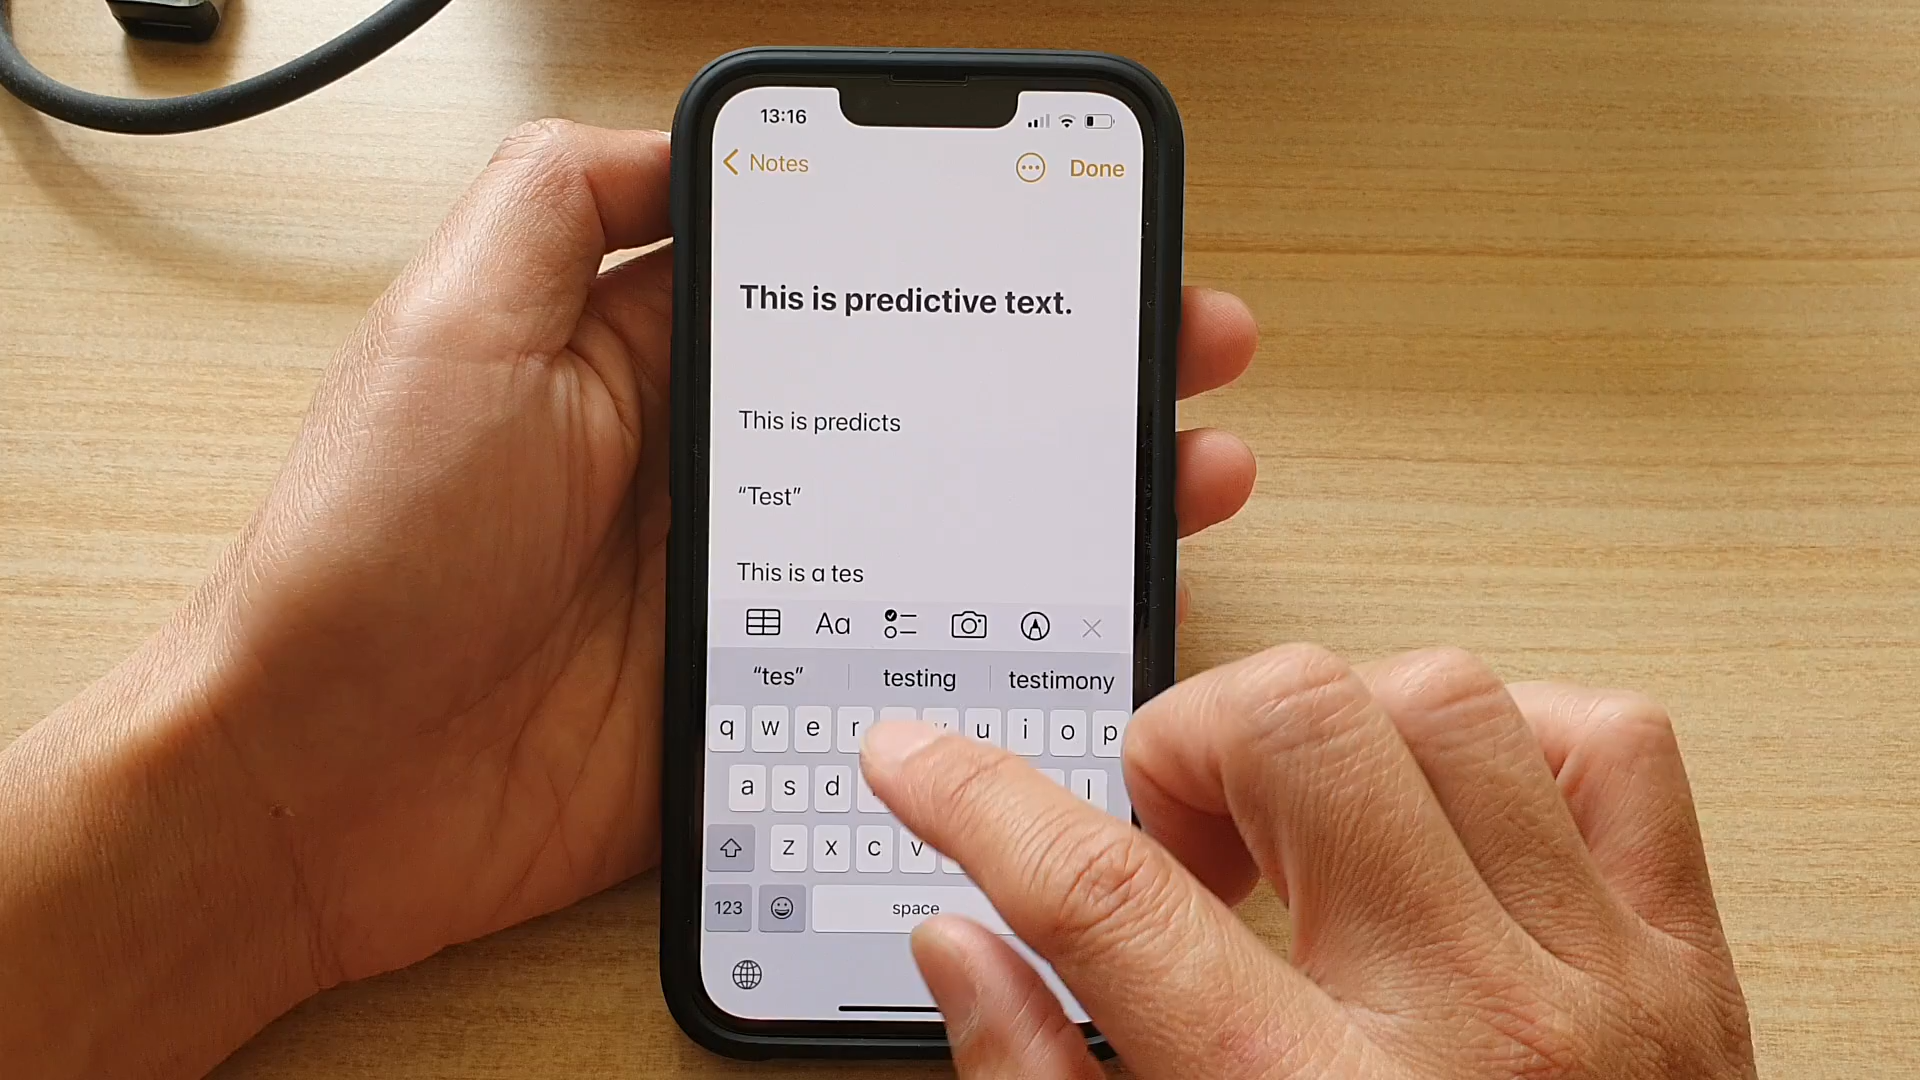 13:16
Notes
Done
This is predictive text.
This is predicts
“Test”
This is a tes
Aa
“tes” testing testimony
q w e r u i o p
a s d l
z x c v
123 space